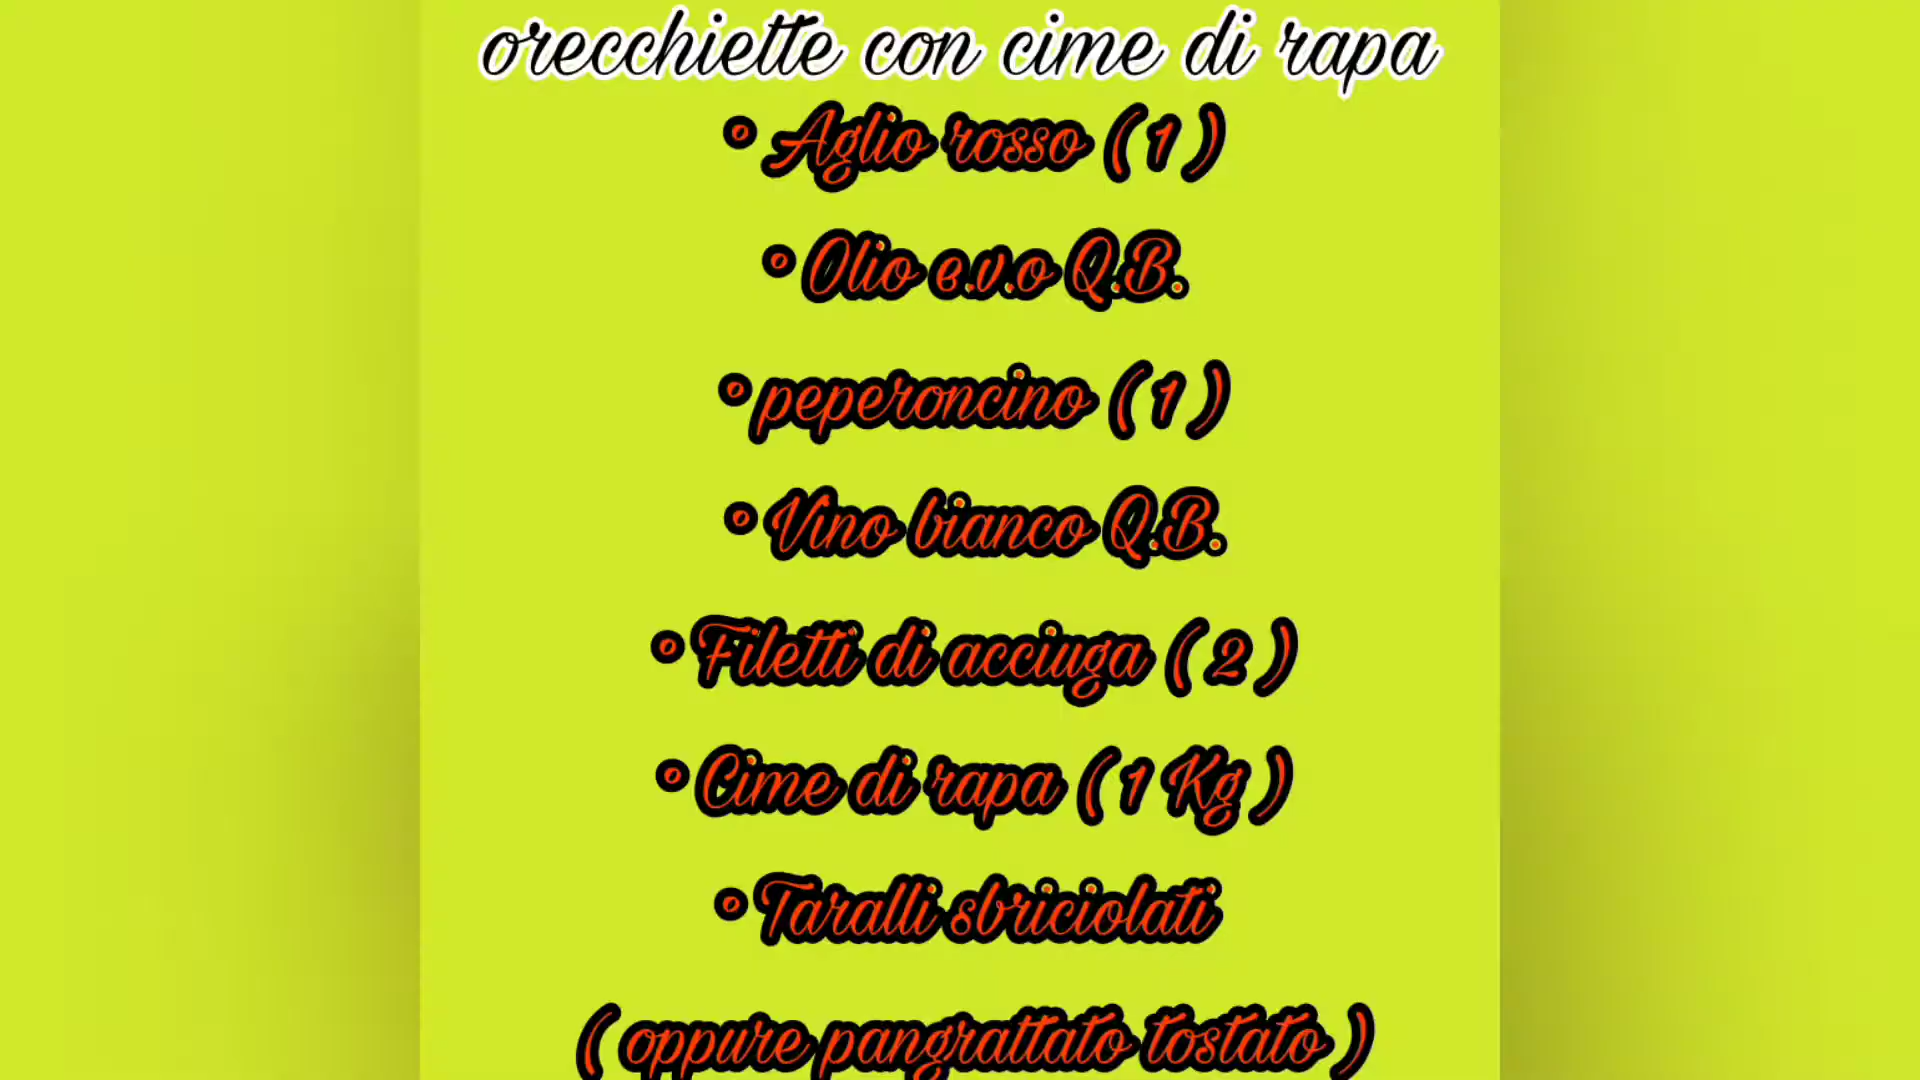 orecchiette con cime di rapa
° Aglio rosso ( 1 )
° Olio e.v.o Q.B.
° peperoncino ( 1 )
° Vino bianco Q.B.
° Filetti di acciuga ( 2 )
° Cime di rapa ( 1 Kg )
° Taralli sbriciolati
( oppure pangrattato tostato )